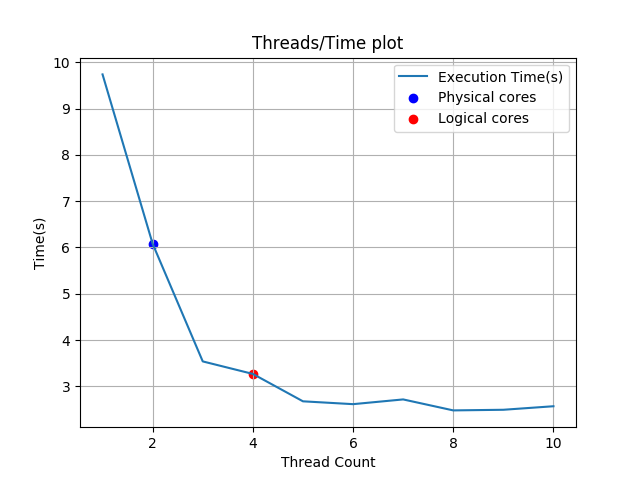 Threads/Time plot
Execution Time(s)
Physical cores
Logical cores
Time(s)
10
9
8
7
6
5
4
3
2 4 6 8 10
Thread Count